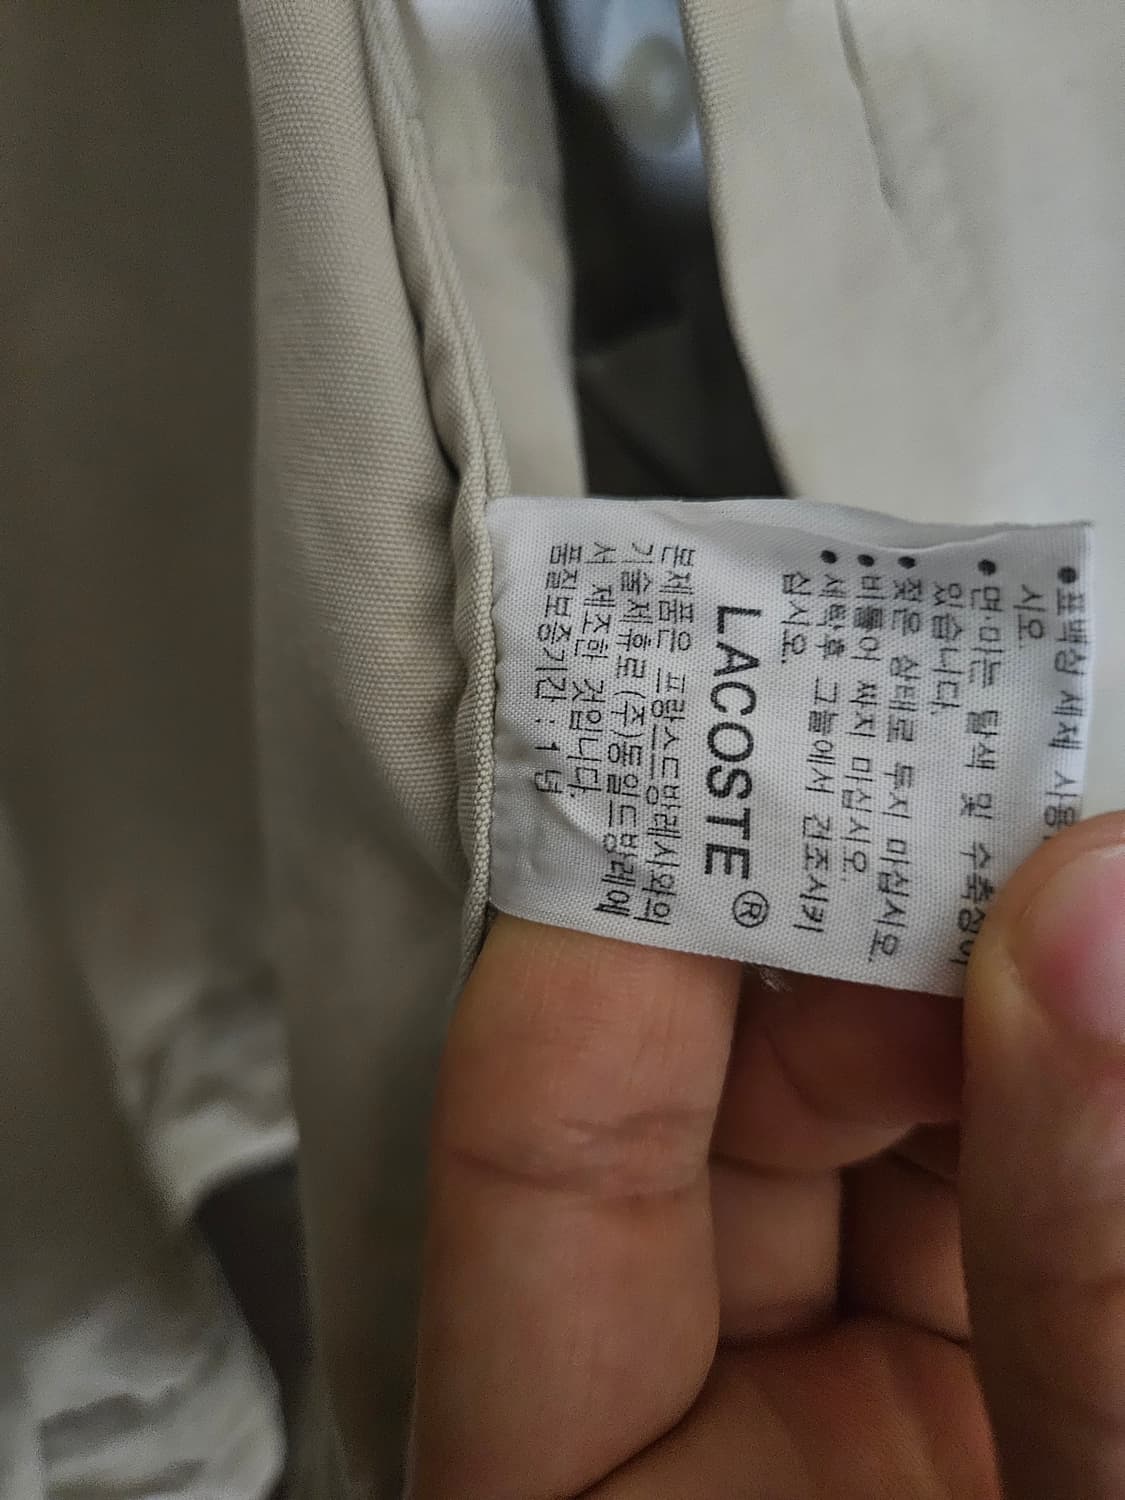 ●표백성 세제 사용
시요.
●면·마는 탈색 및 수축성이
있습니다.
●젖은 상태로 두지 마십시오.
●비틀어 짜지 마십시오.
●세탁후 그늘에서 건조시키
십시오.
LACOSTE®
본제품은 프랑스드방레사와의
기술제휴로 (주)동일드방레에
서 제조한 것입니다.
품질보증기간 : 1년